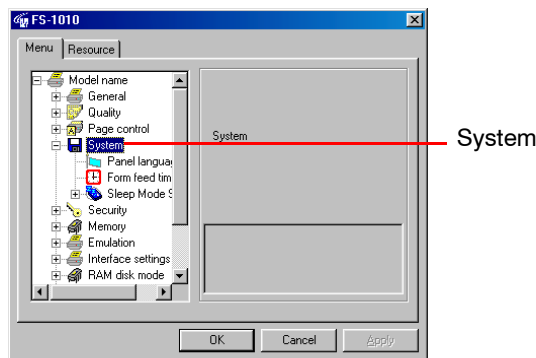 FS-1010
Menu
Resource
Model name
General
Quality
Page control
System
Panel languag
Form feed tim
Sleep Mode S
Security
Memory
Emulation
Interface settings
RAM disk mode
System
System
OK
Cancel
Apply